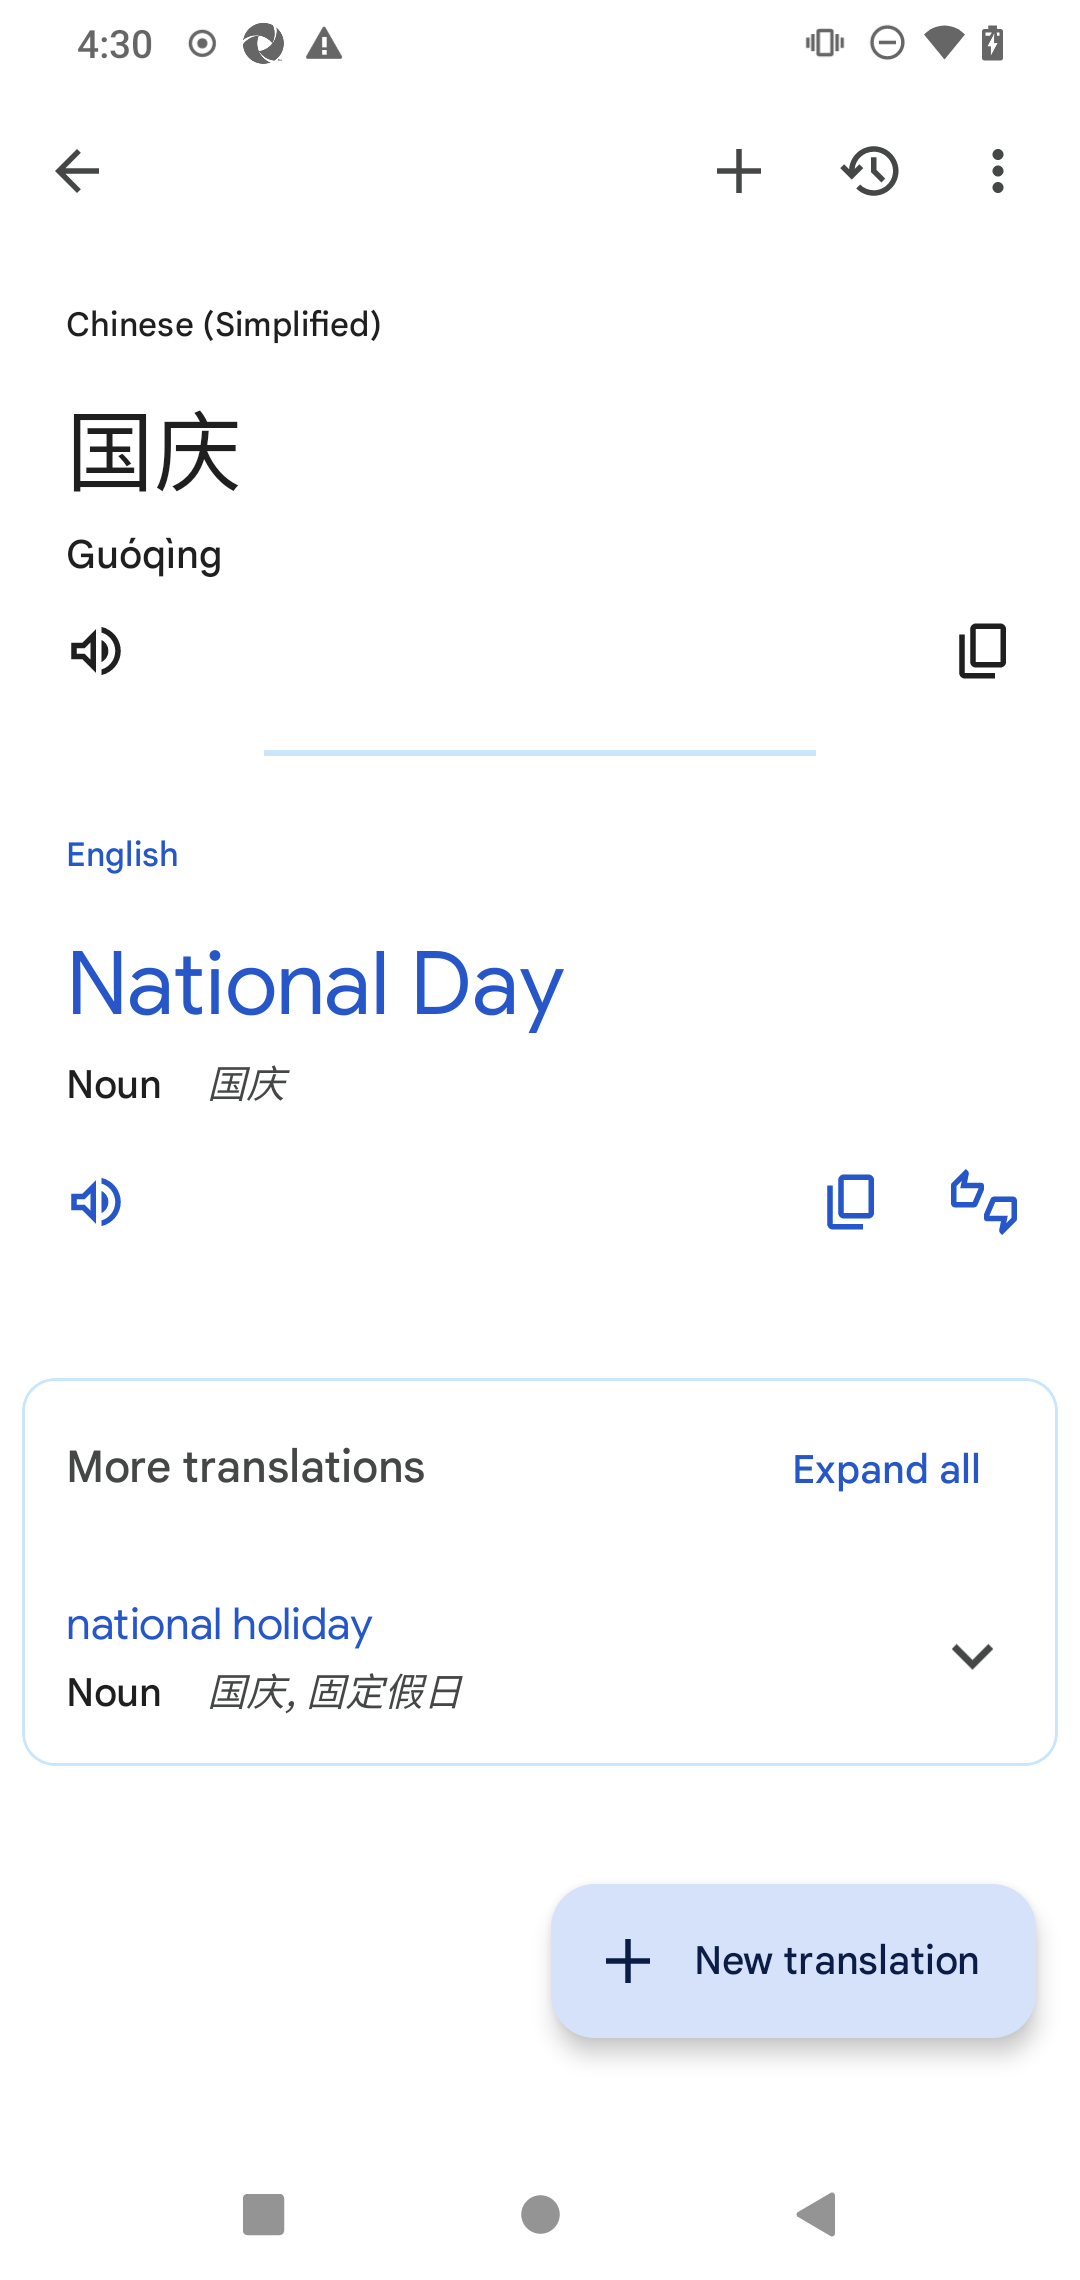 4:30
Chinese (Simplified)
国庆
Guóqìng
English
National Day
Noun 国庆
More translations
Expand all
national holiday
Noun 国庆, 固定假日
New translation